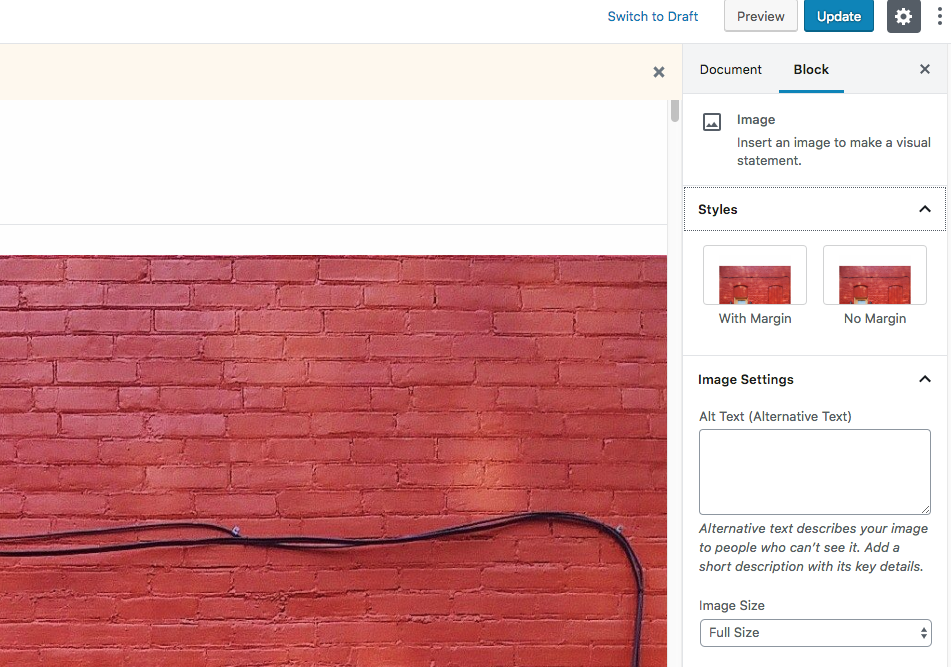 Switch to Draft
Preview
Update
Document
Block
Image
Insert an image to make a visual
statement.
Styles
With Margin
No Margin
Image Settings
Alt Text (Alternative Text)
Alternative text describes your image
to people who can't see it. Add a
short description with its key details.
Image Size
Full Size